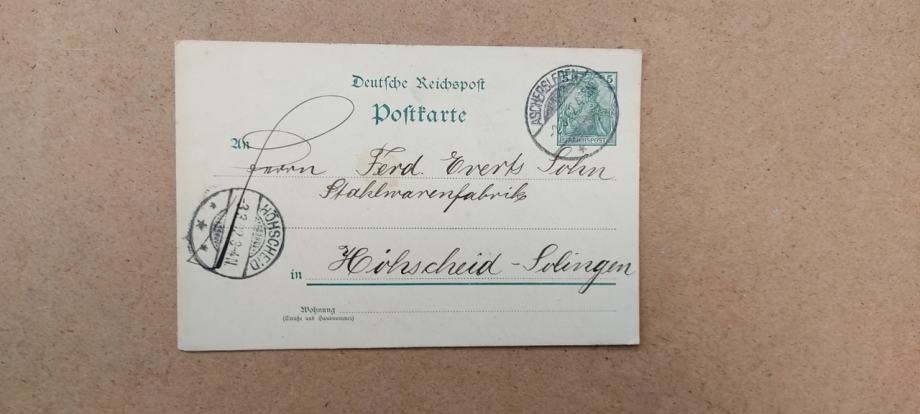 Deutsche Reichspost
Postkarte
ASCHERSLEBEN
5
REICHSPOST
An
Herrn Ferd. Everts Sohn
Stahlwarenfabrik
HÖHSCHEID
in Höhscheid-Solingen
Wohnung
(Straße und Hausnummer)